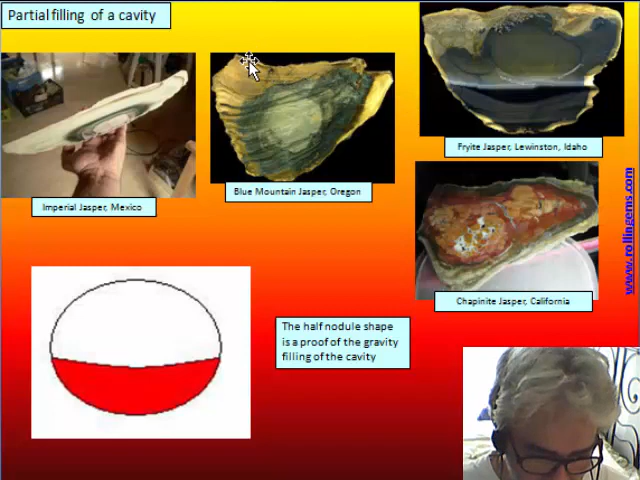 Partial filling of a cavity
Imperial Jasper, Mexico
Blue Mountain Jasper, Oregon
Fryite Jasper, Lewinston, Idaho
Chapinite Jasper, California
www.rollingems.com
The half nodule shape
is a proof of the gravity
filling of the cavity